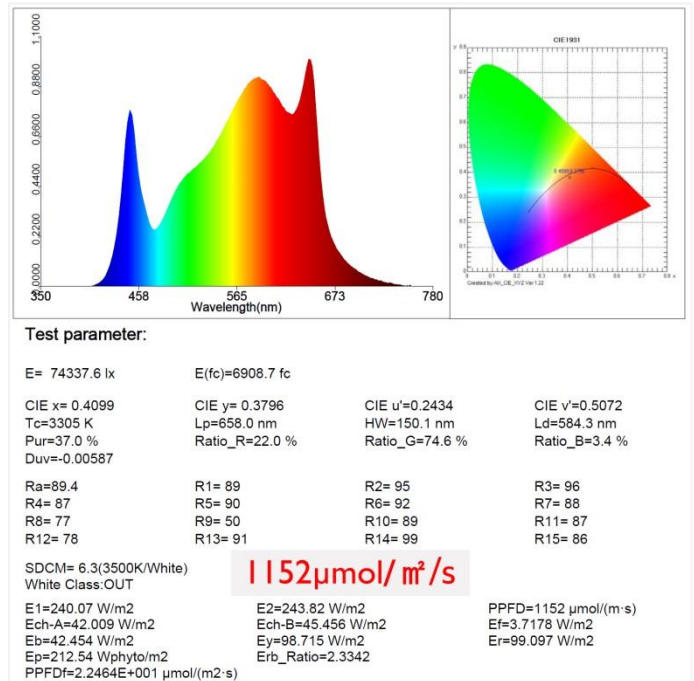 1.1000
0.8800
0.6600
0.4400
0.2200
0.0000
350 458 565 673 780
Wavelength(nm)
CIE1931
Test parameter:
E= 74337.6 lx E(fc)=6908.7 fc
CIE x= 0.4099 CIE y= 0.3796 CIE u'=0.2434 CIE v'=0.5072
Tc=3305 K Lp=658.0 nm HW=150.1 nm Ld=584.3 nm
Pur=37.0 % Ratio_R=22.0 % Ratio_G=74.6 % Ratio_B=3.4 %
Duv=-0.00587
Ra=89.4 R1= 89 R2= 95 R3= 96
R4= 87 R5= 90 R6= 92 R7= 88
R8= 77 R9= 50 R10= 89 R11= 87
R12= 78 R13= 91 R14= 99 R15= 86
SDCM= 6.3(3500K/White)
White Class:OUT
1152μmol/㎡/s
E1=240.07 W/m2 E2=243.82 W/m2 PPFD=1152 μmol/(m·s)
Ech-A=42.009 W/m2 Ech-B=45.456 W/m2 Ef=3.7178 W/m2
Eb=42.454 W/m2 Ey=98.715 W/m2 Er=99.097 W/m2
Ep=212.54 Wphyto/m2 Erb_Ratio=2.3342
PPFDf=2.2464E+001 μmol/(m2·s)